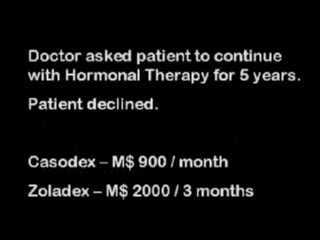 Doctor asked patient to continue
with Hormonal Therapy for 5 years.
Patient declined.
Casodex – M$ 900 / month
Zoladex – M$ 2000 / 3 months